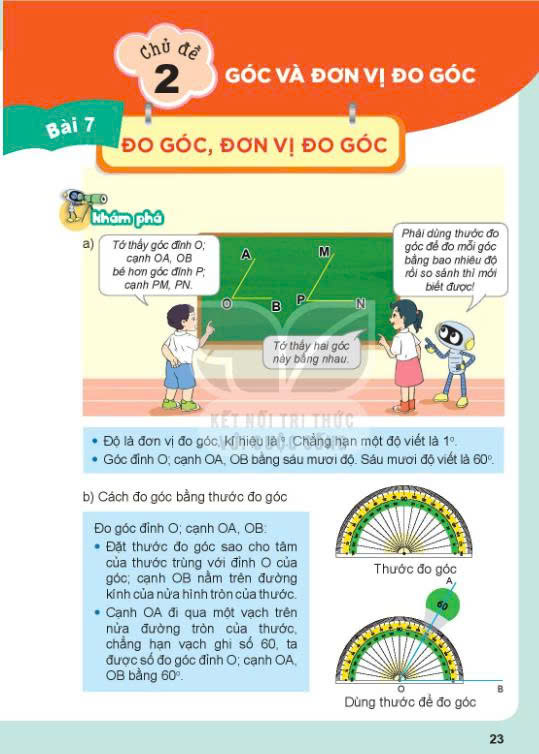 Chủ đề
2
GÓC VÀ ĐƠN VỊ ĐO GÓC
Bài 7
ĐO GÓC, ĐƠN VỊ ĐO GÓC
Khám phá
a)
Tớ thấy góc đỉnh O;
cạnh OA, OB
bé hơn góc đỉnh P;
cạnh PM, PN.
A
O
B
M
P
N
Phải dùng thước đo
góc để đo mỗi góc
bằng bao nhiêu độ
rồi so sánh thì mới
biết được!
Tớ thấy hai góc
này bằng nhau.
KẾT NỐI TRI THỨC
VỚI CUỘC SỐNG
• Độ là đơn vị đo góc, kí hiệu là º. Chẳng hạn một độ viết là 1º.
• Góc đỉnh O; cạnh OA, OB bằng sáu mươi độ. Sáu mươi độ viết là 60º.
b) Cách đo góc bằng thước đo góc
Đo góc đỉnh O; cạnh OA, OB:
• Đặt thước đo góc sao cho tâm
của thước trùng với đỉnh O của
góc; cạnh OB nằm trên đường
kính của nửa hình tròn của thước.
• Cạnh OA đi qua một vạch trên
nửa đường tròn của thước,
chẳng hạn vạch ghi số 60, ta
được số đo góc đỉnh O; cạnh OA,
OB bằng 60º.
Thước đo góc
A
60
O
B
Dùng thước để đo góc
23